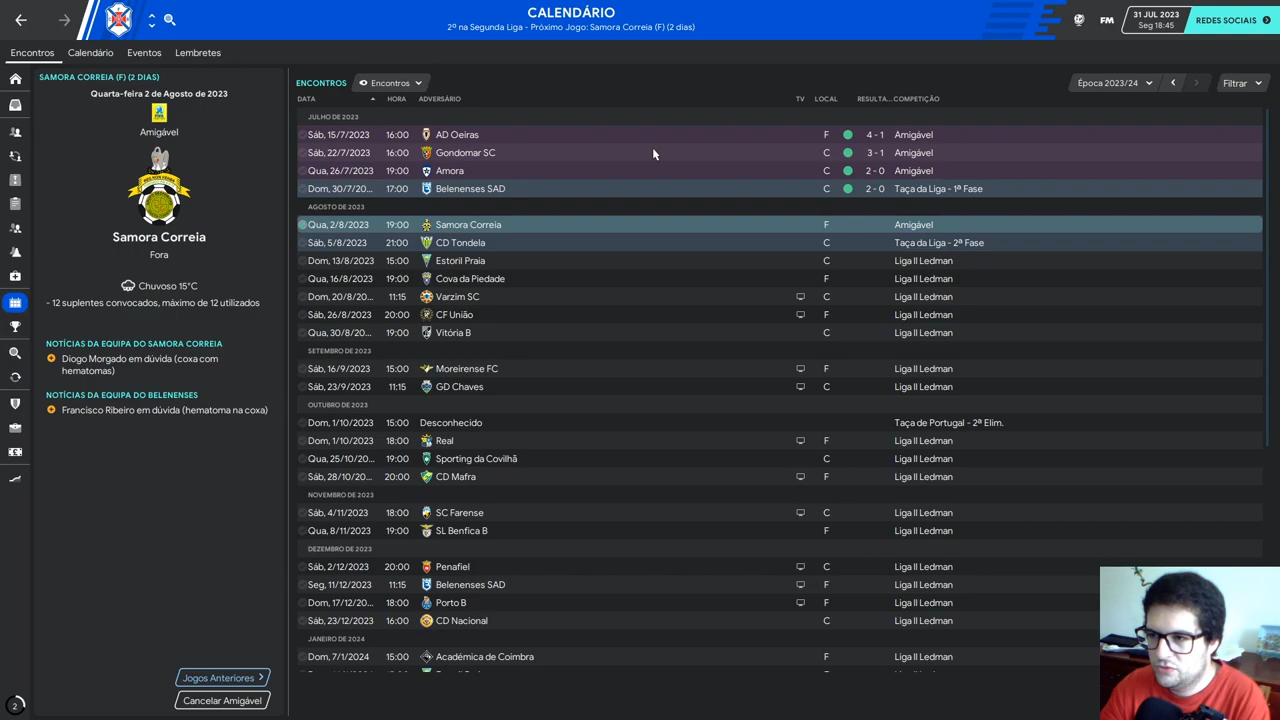 CALENDÁRIO
2º na Segunda Liga - Próximo Jogo: Samora Correia (F) (2 dias)
FM
31 JUL 2023
Seg 18:45
REDES SOCIAIS
Encontros Calendário Eventos Lembretes
SAMORA CORREIA (F) (2 DIAS)
Quarta-feira 2 de Agosto de 2023
Amigável
Samora Correia
Fora
Chuvoso 15°C
- 12 suplentes convocados, máximo de 12 utilizados
NOTÍCIAS DA EQUIPA DO SAMORA CORREIA
Diogo Morgado em dúvida (coxa com
hematomas)
NOTÍCIAS DA EQUIPA DO BELENENSES
Francisco Ribeiro em dúvida (hematoma na coxa)
Jogos Anteriores
Cancelar Amigável
2
ENCONTROS Encontros Época 2023/24 Filtrar
DATA HORA ADVERSÁRIO TV LOCAL RESULTA... COMPETIÇÃO
JULHO DE 2023
Sáb, 15/7/2023 16:00 AD Oeiras F 4 - 1 Amigável
Sáb, 22/7/2023 16:00 Gondomar SC C 3 - 1 Amigável
Qua, 26/7/2023 19:00 Amora C 2 - 0 Amigável
Dom, 30/7/20... 17:00 Belenenses SAD C 2 - 0 Taça da Liga - 1ª Fase
AGOSTO DE 2023
Qua, 2/8/2023 19:00 Samora Correia F Amigável
Sáb, 5/8/2023 21:00 CD Tondela C Taça da Liga - 2ª Fase
Dom, 13/8/2023 15:00 Estoril Praia C Liga II Ledman
Qua, 16/8/2023 19:00 Cova da Piedade F Liga II Ledman
Dom, 20/8/20... 11:15 Varzim SC C Liga II Ledman
Sáb, 26/8/2023 20:00 CF União F Liga II Ledman
Qua, 30/8/20... 19:00 Vitória B C Liga II Ledman
SETEMBRO DE 2023
Sáb, 16/9/2023 15:00 Moreirense FC F Liga II Ledman
Sáb, 23/9/2023 11:15 GD Chaves C Liga II Ledman
OUTUBRO DE 2023
Dom, 1/10/2023 15:00 Desconhecido Taça de Portugal - 2ª Elim.
Dom, 1/10/2023 18:00 Real F Liga II Ledman
Qua, 25/10/20... 19:00 Sporting da Covilhã C Liga II Ledman
Sáb, 28/10/20... 20:00 CD Mafra F Liga II Ledman
NOVEMBRO DE 2023
Sáb, 4/11/2023 18:00 SC Farense C Liga II Ledman
Qua, 8/11/2023 19:00 SL Benfica B F Liga II Ledman
DEZEMBRO DE 2023
Sáb, 2/12/2023 20:00 Penafiel C Liga II Ledman
Seg, 11/12/2023 11:15 Belenenses SAD F Liga II Ledman
Dom, 17/12/20... 18:00 Porto B F Liga II Ledman
Sáb, 23/12/2023 16:00 CD Nacional C Liga II Ledman
JANEIRO DE 2024
Dom, 7/1/2024 15:00 Académica de Coimbra F Liga II Ledman